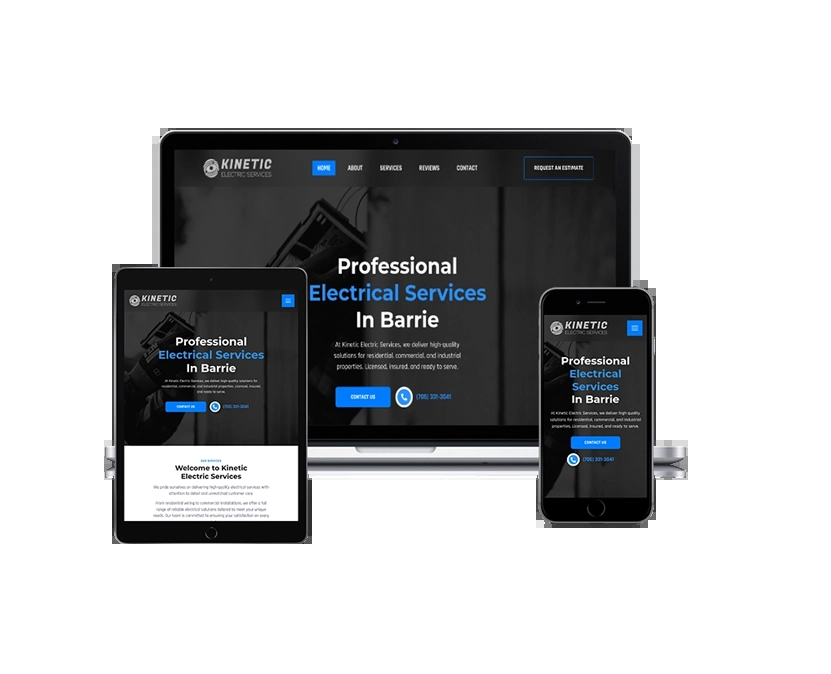 KINETIC
ELECTRIC SERVICES
HOME
ABOUT
SERVICES
REVIEWS
CONTACT
REQUEST AN ESTIMATE
Professional
Electrical Services
In Barrie
At Kinetic Electric Services, we deliver high-quality
solutions for residential, commercial, and industrial
properties. Licensed, insured, and ready to serve.
CONTACT US
(705) 331-3041
KINETIC
ELECTRIC SERVICES
Professional
Electrical Services
In Barrie
At Kinetic Electric Services, we deliver high-quality solutions for
residential, commercial, and industrial properties. Licensed, insured,
and ready to serve.
CONTACT US
(705) 331-3041
OUR SERVICES
Welcome to Kinetic
Electric Services
We pride ourselves on delivering high-quality electrical services with
attention to detail and unmatched customer care.
From residential wiring to commercial installations, we offer a full
range of reliable electrical solutions tailored to meet your unique
needs. Our team is committed to ensuring your satisfaction on every
KINETIC
ELECTRIC SERVICES
Professional
Electrical
Services
In Barrie
At Kinetic Electric Services, we deliver high-quality
solutions for residential, commercial, and industrial
properties. Licensed, insured, and ready to serve.
CONTACT US
(705) 331-3041